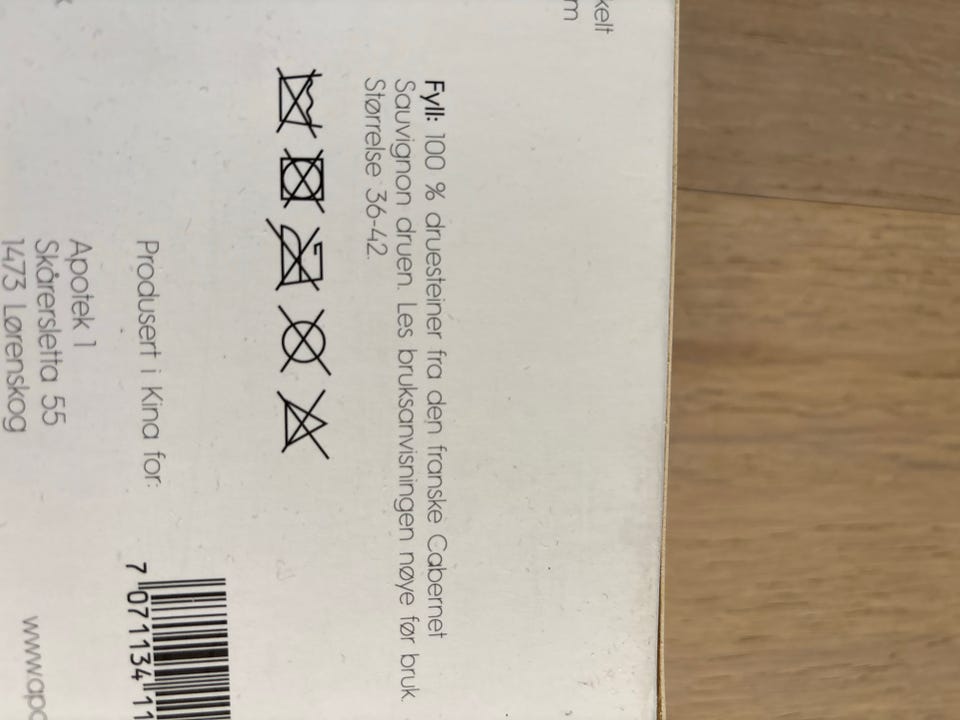 Fyll: 100 % druesteiner fra den franske Cabernet
Sauvignon druen. Les bruksanvisningen nøye før bruk.
Størrelse 36-42.
Produsert i Kina for:
Apotek 1
Skårersletta 55
1473 Lørenskog
7 071134 11